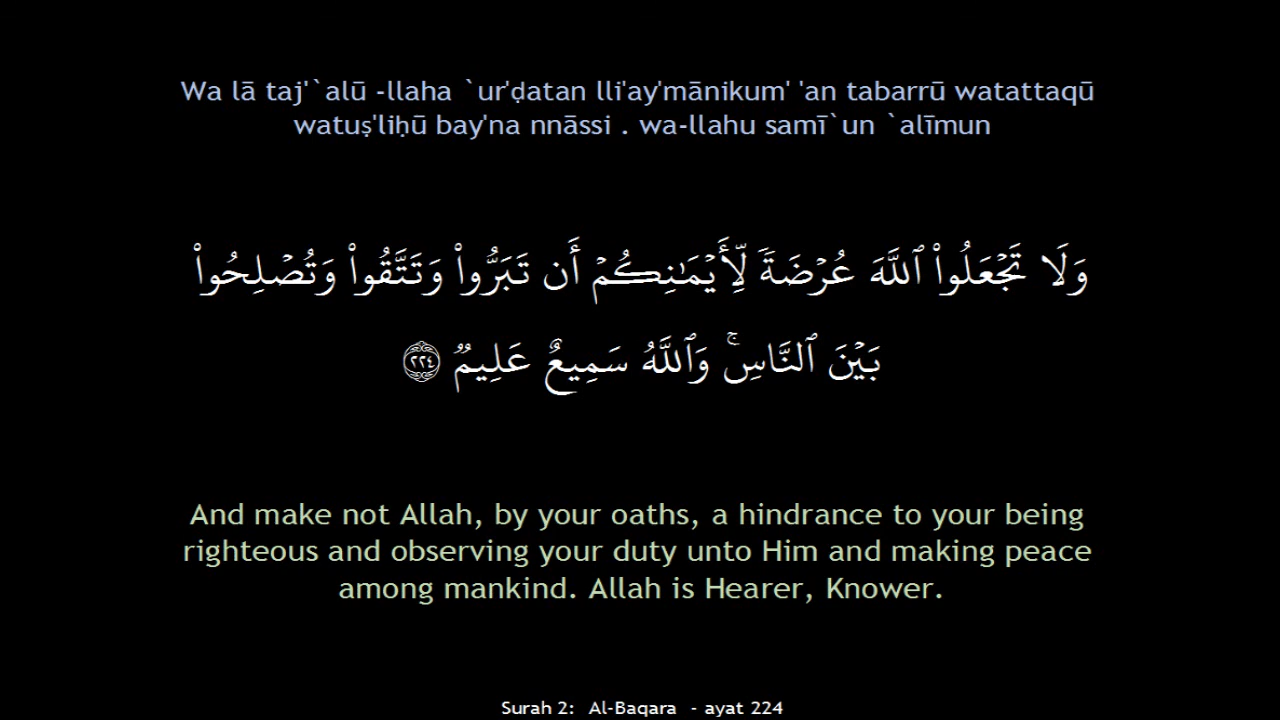 Wa lā taj'`alū -llaha `ur'ḍatan lli'ay'mānikum' 'an tabarrū watattaqū
watuṣ'liḥū bay'na nnāssi . wa-llahu samī`un `alīmun
وَلَا تَجْعَلُوا۟ ٱللَّهَ عُرْضَةً لِّأَيْمَـٰنِكُمْ أَن تَبَرُّوا۟ وَتَتَّقُوا۟ وَتُصْلِحُوا۟
بَيْنَ ٱلنَّاسِ ۗ وَٱللَّهُ سَمِيعٌ عَلِيمٌ ٢٢٤
And make not Allah, by your oaths, a hindrance to your being
righteous and observing your duty unto Him and making peace
among mankind. Allah is Hearer, Knower.
Surah 2: Al-Baqara - ayat 224